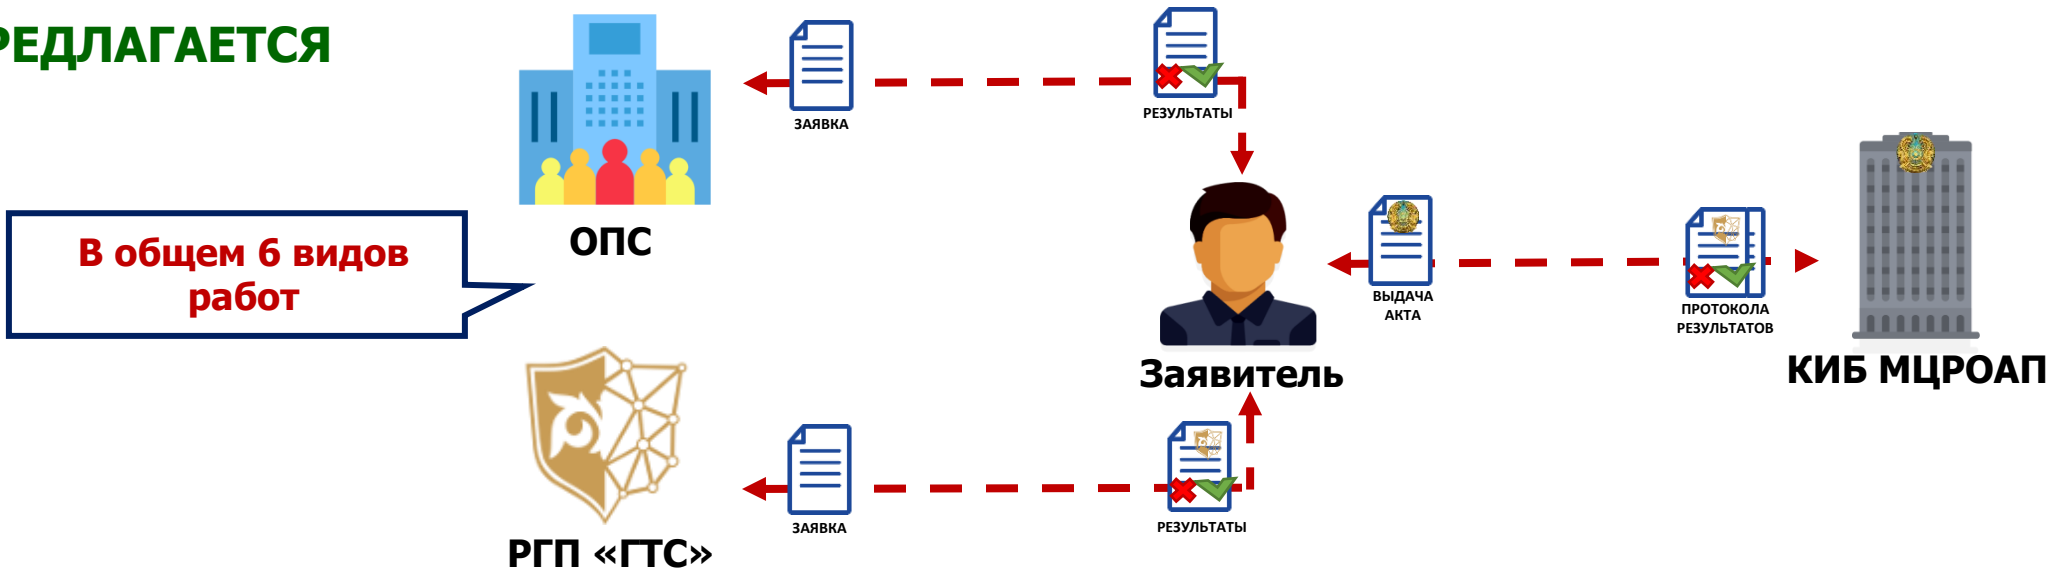 РЕДЛАГАЕТСЯ
ЗАЯВКА
РЕЗУЛЬТАТЫ
В общем 6 видов
работ
ОПС
ВЫДАЧА
АКТА
ПРОТОКОЛА
РЕЗУЛЬТАТОВ
Заявитель
КИБ МЦРОАП
ЗАЯВКА
РЕЗУЛЬТАТЫ
РГП «ГТС»